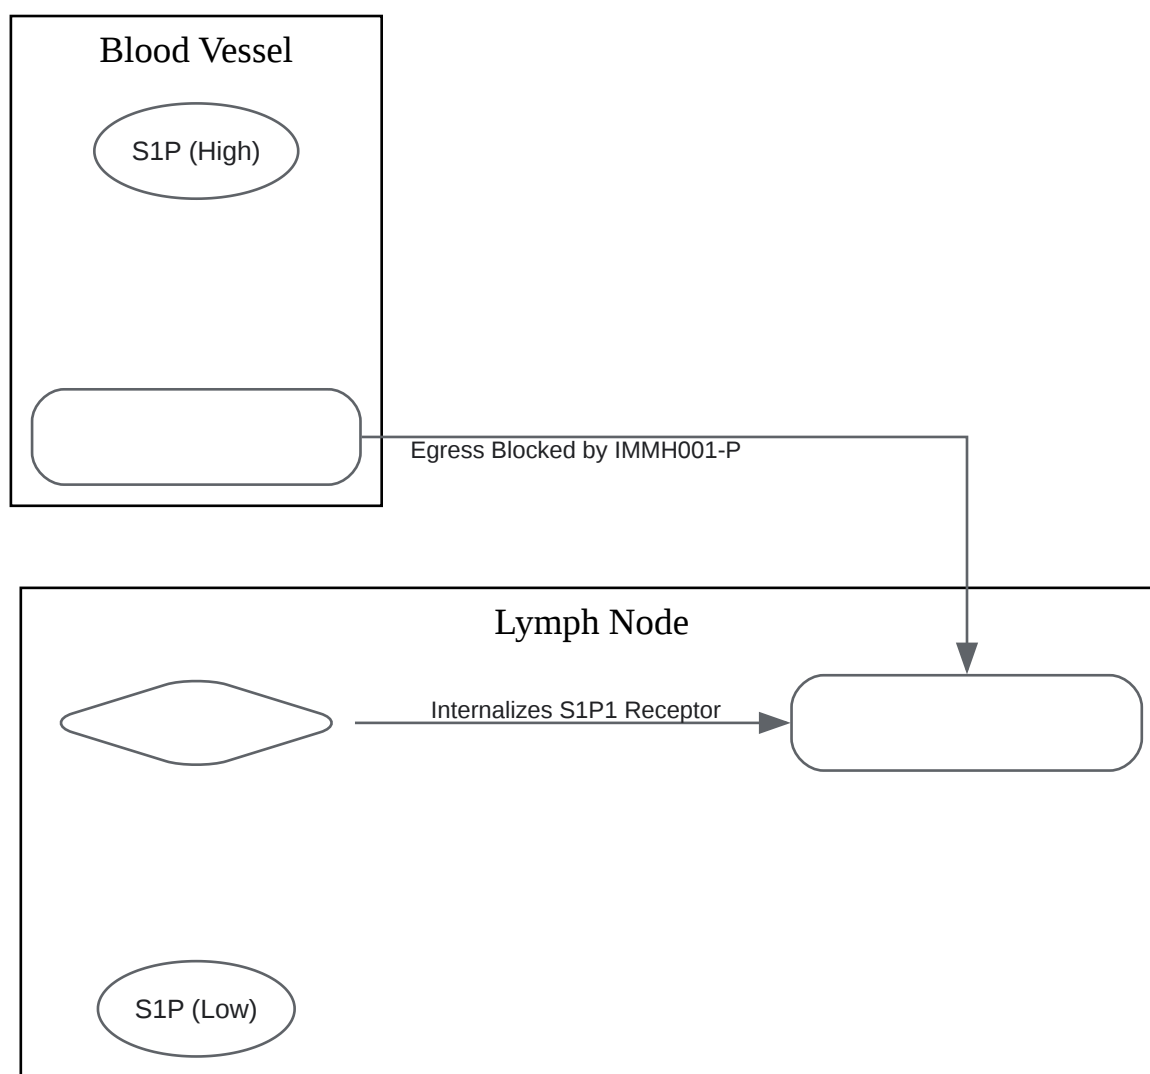 Blood Vessel
S1P (High)
Egress Blocked by IMMH001-P
Lymph Node
Internalizes S1P1 Receptor
S1P (Low)